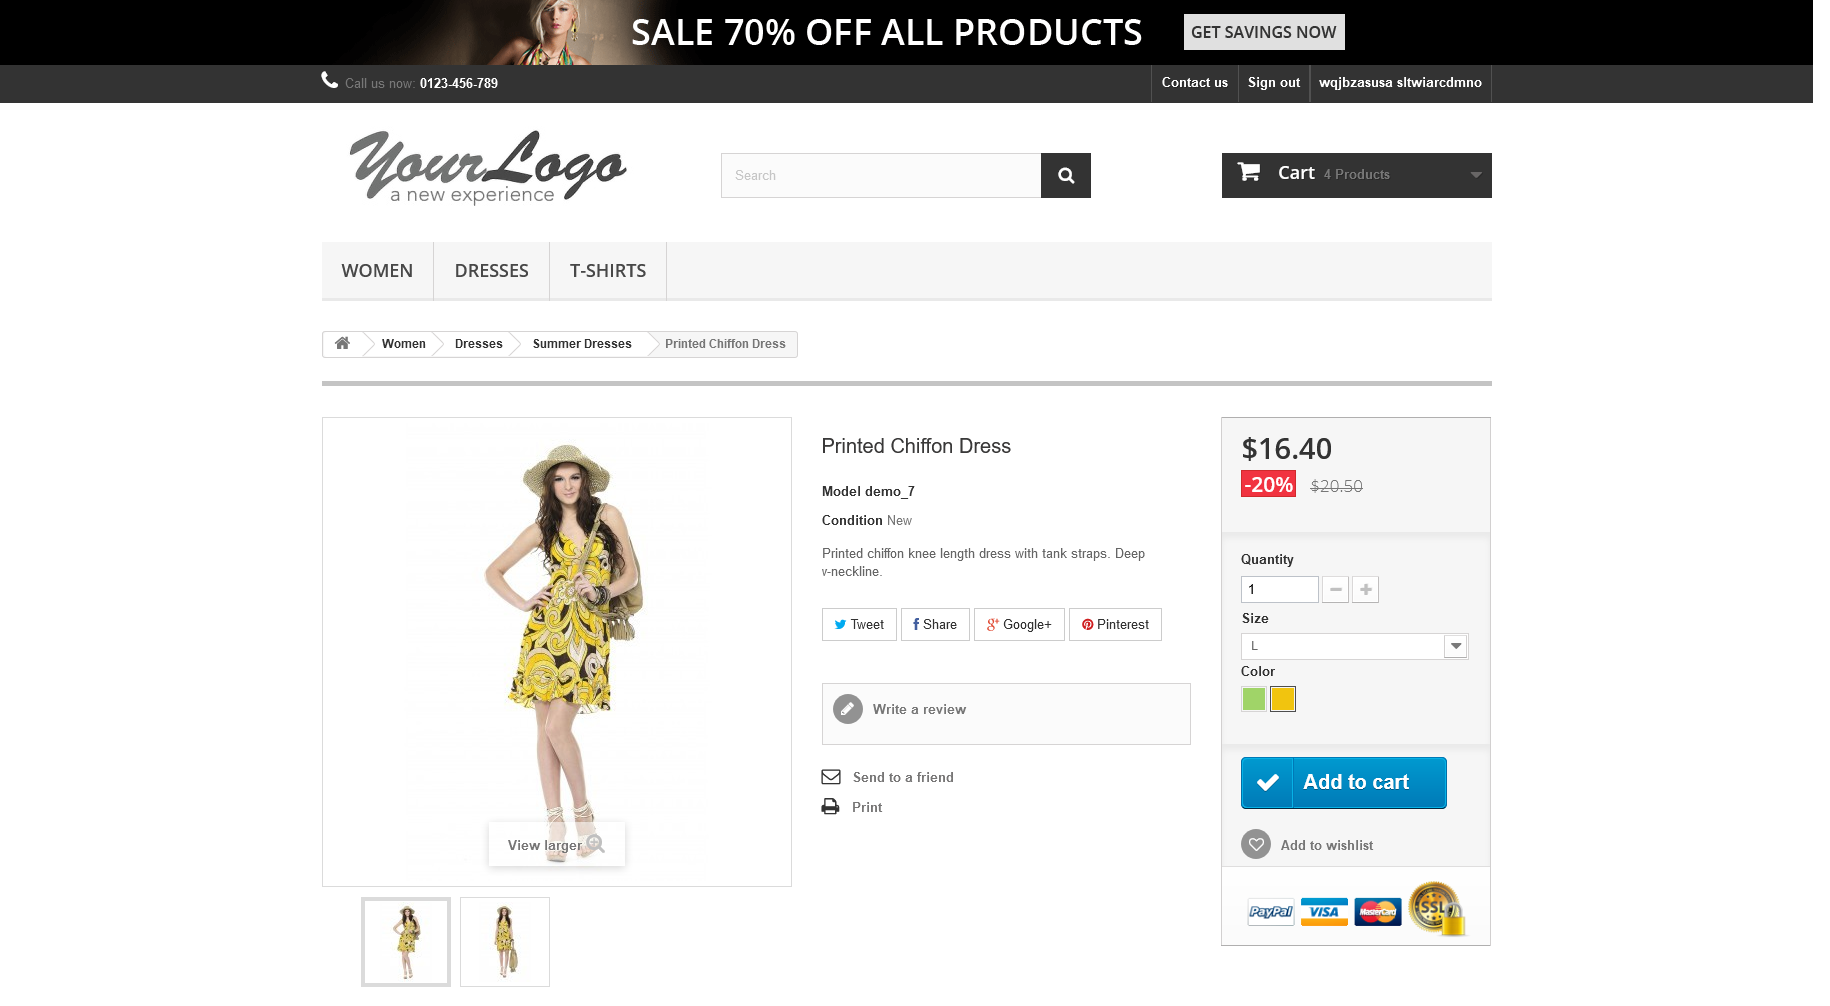 SALE 70% OFF ALL PRODUCTS
GET SAVINGS NOW
Call us now: 0123-456-789
Contact us
Sign out
wqjbzasusa sltwiarcdmno
YourLogo
a new experience
Search
Cart 4 Products
WOMEN
DRESSES
T-SHIRTS
Women
Dresses
Summer Dresses
Printed Chiffon Dress
View larger
Printed Chiffon Dress
Model demo_7
Condition New
Printed chiffon knee length dress with tank straps. Deep
v-neckline.
Tweet
Share
Google+
Pinterest
Write a review
Send to a friend
Print
$16.40
-20% $20.50
Quantity
1
Size
L
Color
Add to cart
Add to wishlist
PayPal
VISA
MasterCard
SSL